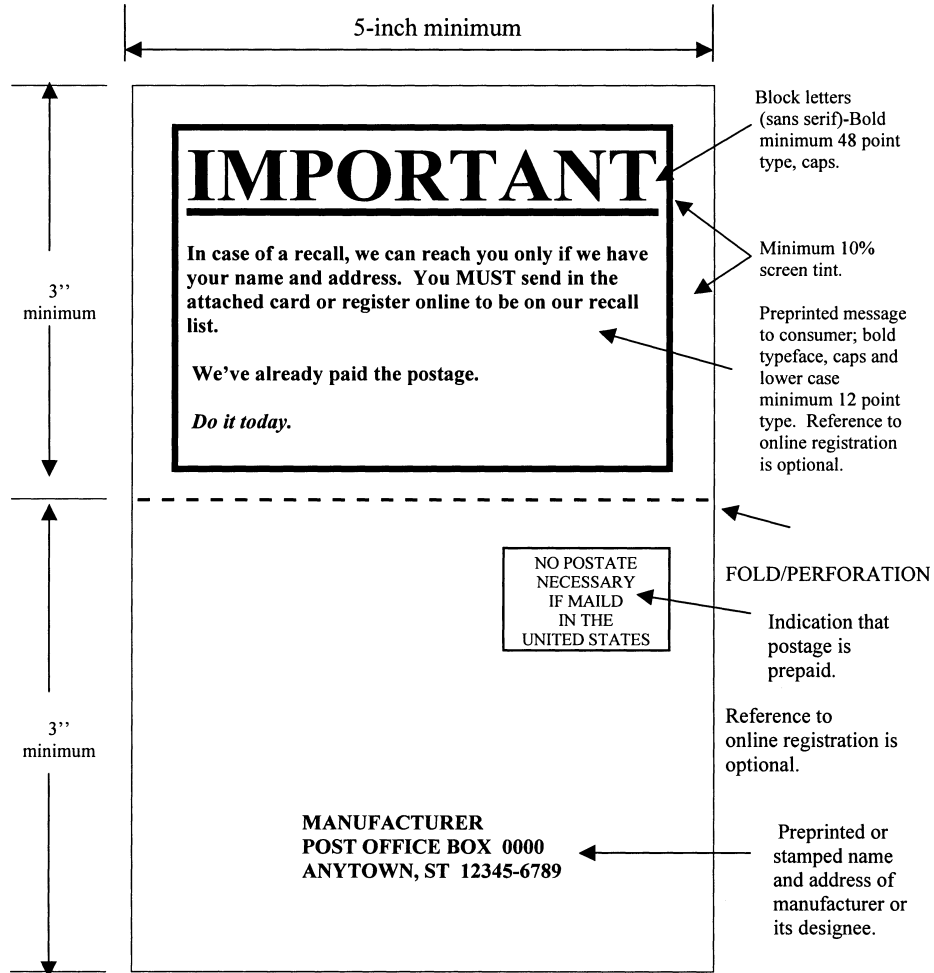 5-inch minimum
3’’
minimum
IMPORTANT
In case of a recall, we can reach you only if we have
your name and address.  You MUST send in the
attached card or register online to be on our recall
list.
We’ve already paid the postage.
Do it today.
Block letters
(sans serif)-Bold
minimum 48 point
type, caps.
Minimum 10%
screen tint.
Preprinted message
to consumer; bold
typeface, caps and
lower case
minimum 12 point
type.  Reference to
online registration
is optional.
FOLD/PERFORATION
3’’
minimum
NO POSTATE
NECESSARY
IF MAILD
IN THE
UNITED STATES
Indication that
postage is
prepaid.
Reference to
online registration is
optional.
MANUFACTURER
POST OFFICE BOX  0000
ANYTOWN, ST  12345-6789
Preprinted or
stamped name
and address of
manufacturer or
its designee.